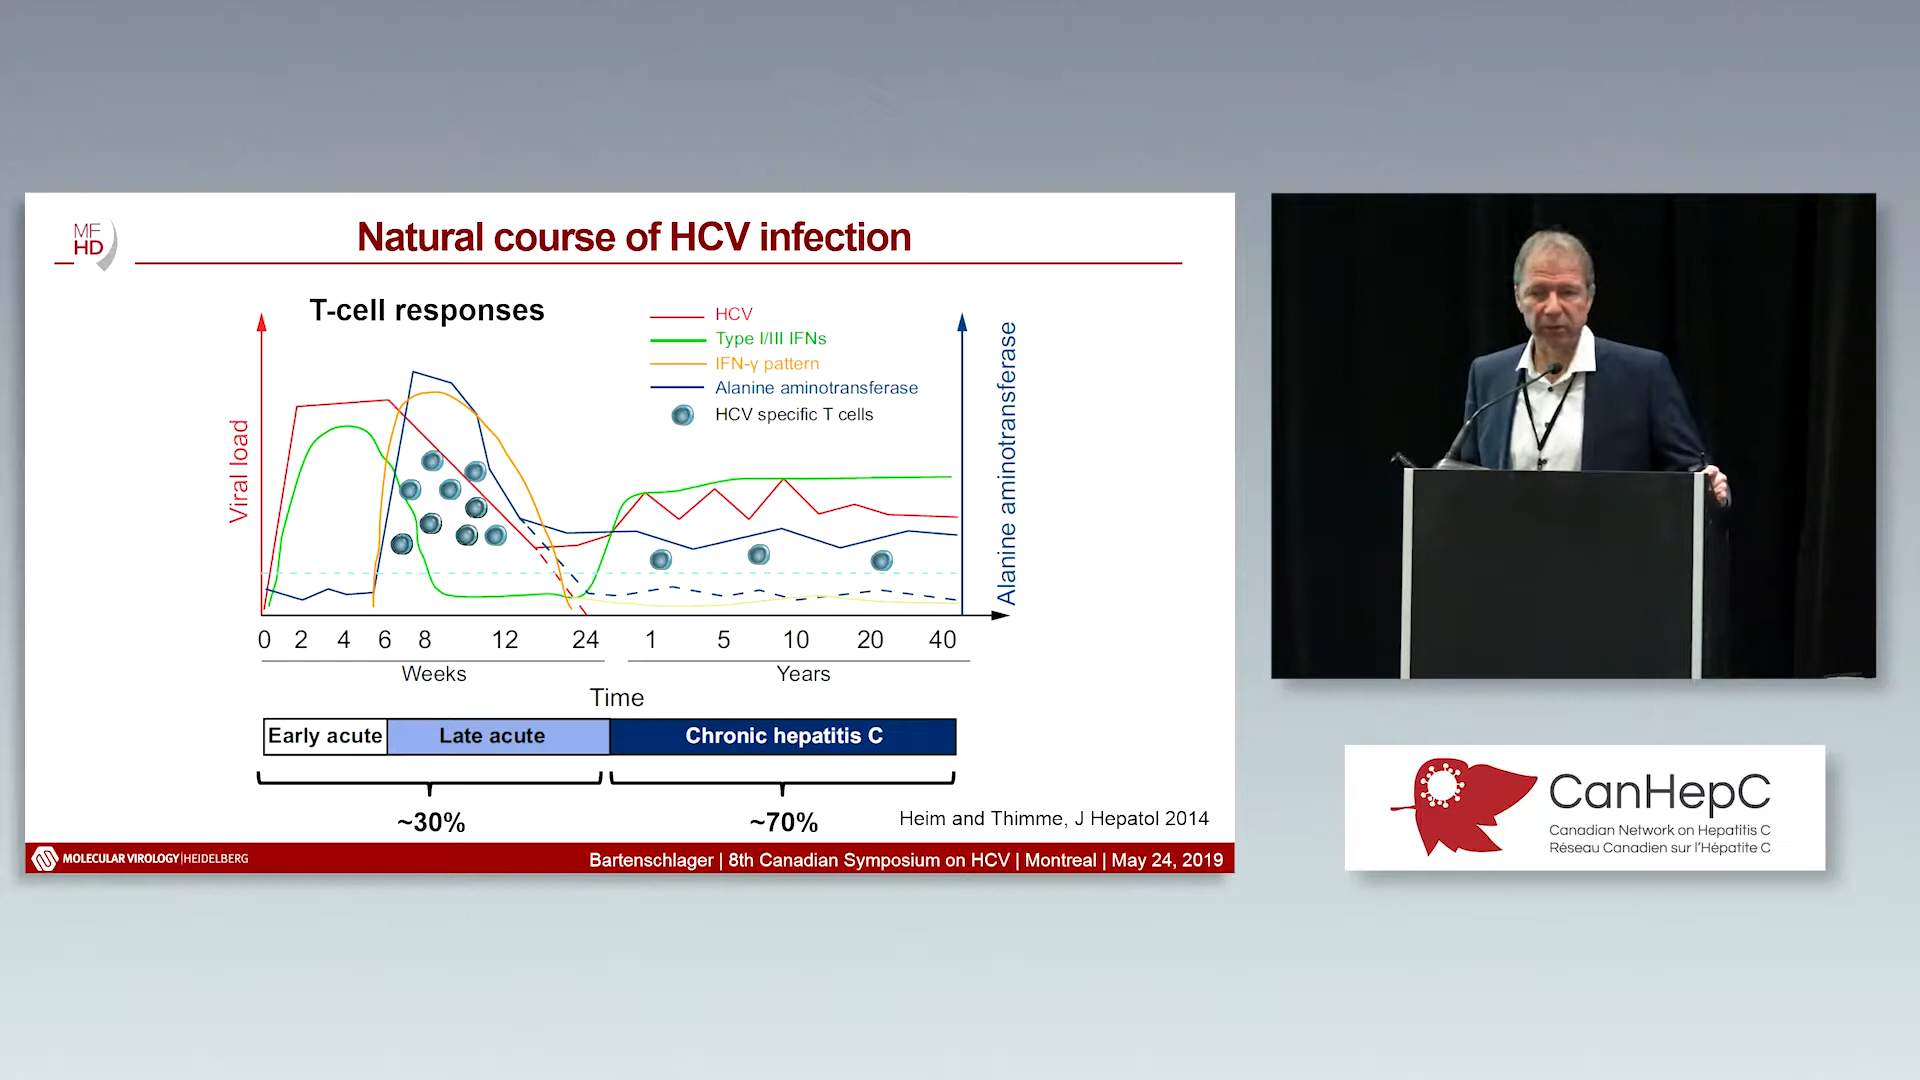 MF
HD
Natural course of HCV infection
T-cell responses
HCV
Type I/III IFNs
IFN-γ pattern
Alanine aminotransferase
HCV specific T cells
Viral load
Alanine aminotransferase
0 2 4 6 8 12 24 1 5 10 20 40
Weeks Years
Time
Early acute Late acute Chronic hepatitis C
~30% ~70%
Heim and Thimme, J Hepatol 2014
MOLECULAR VIROLOGY|HEIDELBERG
Bartenschlager | 8th Canadian Symposium on HCV | Montreal | May 24, 2019
CanHepC
Canadian Network on Hepatitis C
Réseau Canadien sur l'Hépatite C